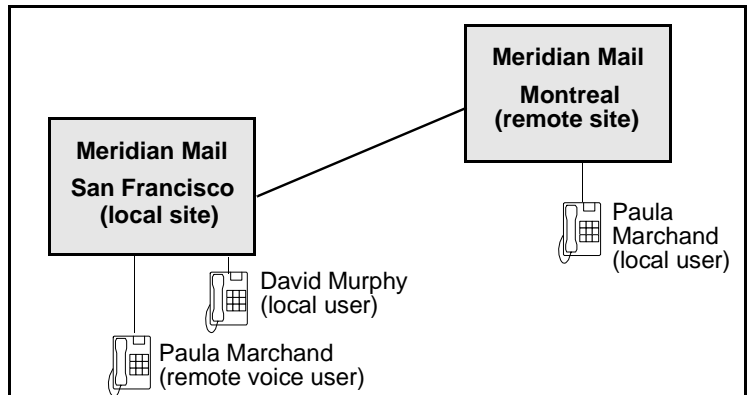 Meridian Mail
Montreal
(remote site)
Meridian Mail
San Francisco
(local site)
Paula
Marchand
(local user)
David Murphy
(local user)
Paula Marchand
(remote voice user)